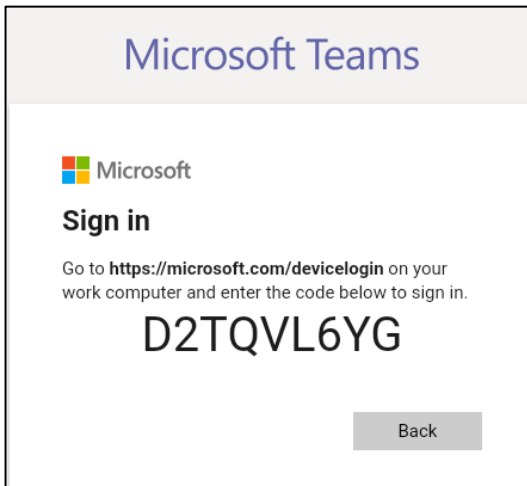 Microsoft Teams
Microsoft
Sign in
Go to https://microsoft.com/devicelogin on your
work computer and enter the code below to sign in.
D2TQVL6YG
Back